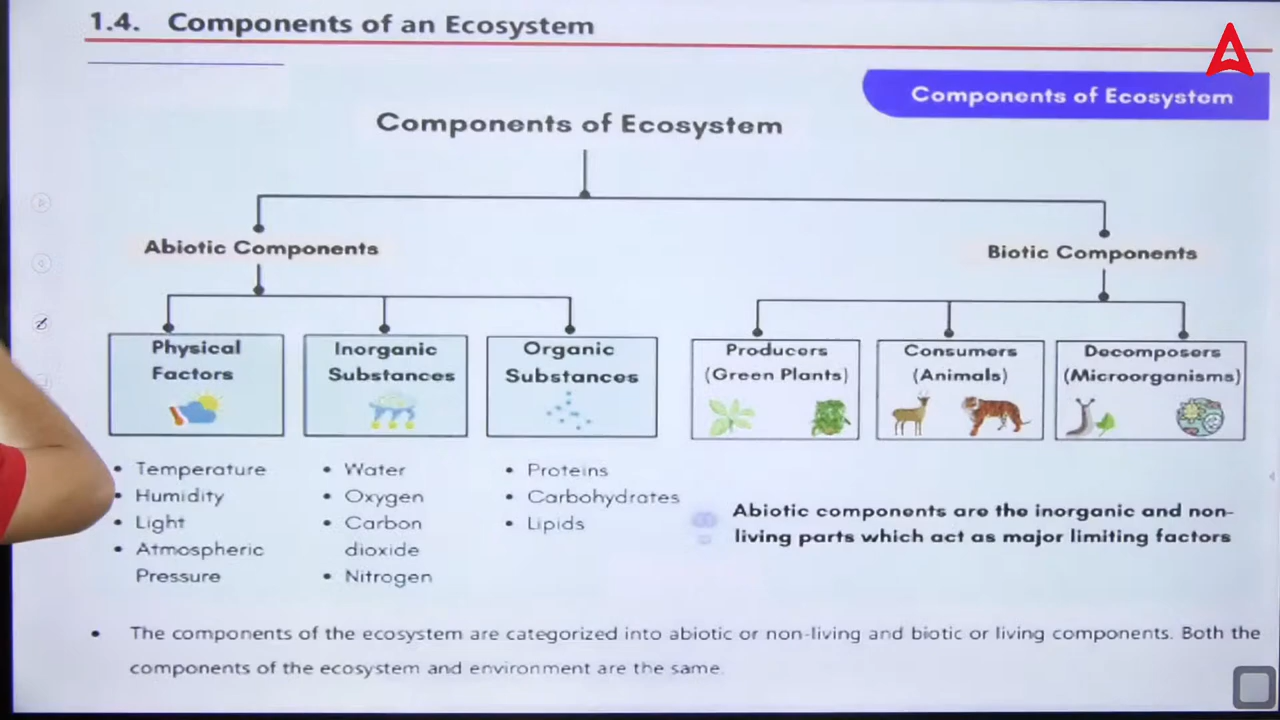 1.4. Components of an Ecosystem
Components of Ecosystem
Components of Ecosystem
Abiotic Components
Biotic Components
Physical
Factors
Inorganic
Substances
Organic
Substances
Producers
(Green Plants)
Consumers
(Animals)
Decomposers
(Microorganisms)
• Temperature
• Humidity
• Light
• Atmospheric
Pressure
• Water
• Oxygen
• Carbon
dioxide
• Nitrogen
• Proteins
• Carbohydrates
• Lipids
Abiotic components are the inorganic and non-
living parts which act as major limiting factors
• The components of the ecosystem are categorized into abiotic or non-living and biotic or living components. Both the
components of the ecosystem and environment are the same.